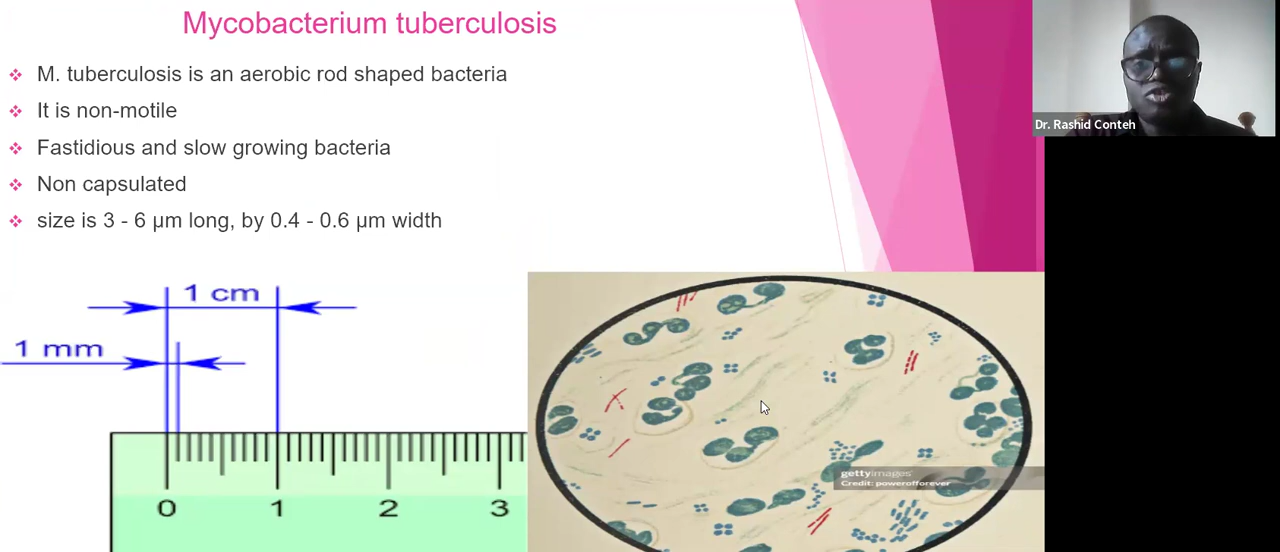 Mycobacterium tuberculosis
M. tuberculosis is an aerobic rod shaped bacteria
It is non-motile
Fastidious and slow growing bacteria
Non capsulated
size is 3 - 6 μm long, by 0.4 - 0.6 μm width
Dr. Rashid Conteh
1 cm
1 mm
0 1 2 3
gettyimages
Credit: powerofforever